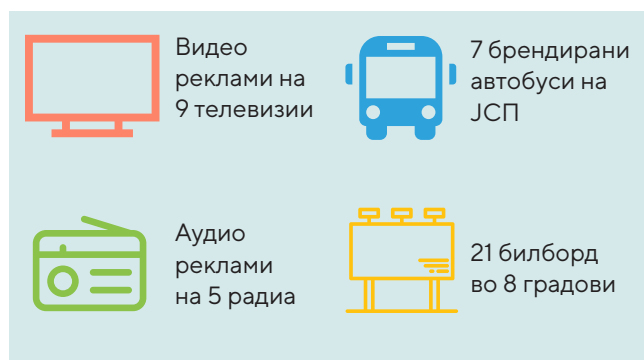 Видео
реклами на
9 телевизии
7 брендирани
автобуси на
ЈСП
Аудио
реклами
на 5 радиа
21 билборд
во 8 градови